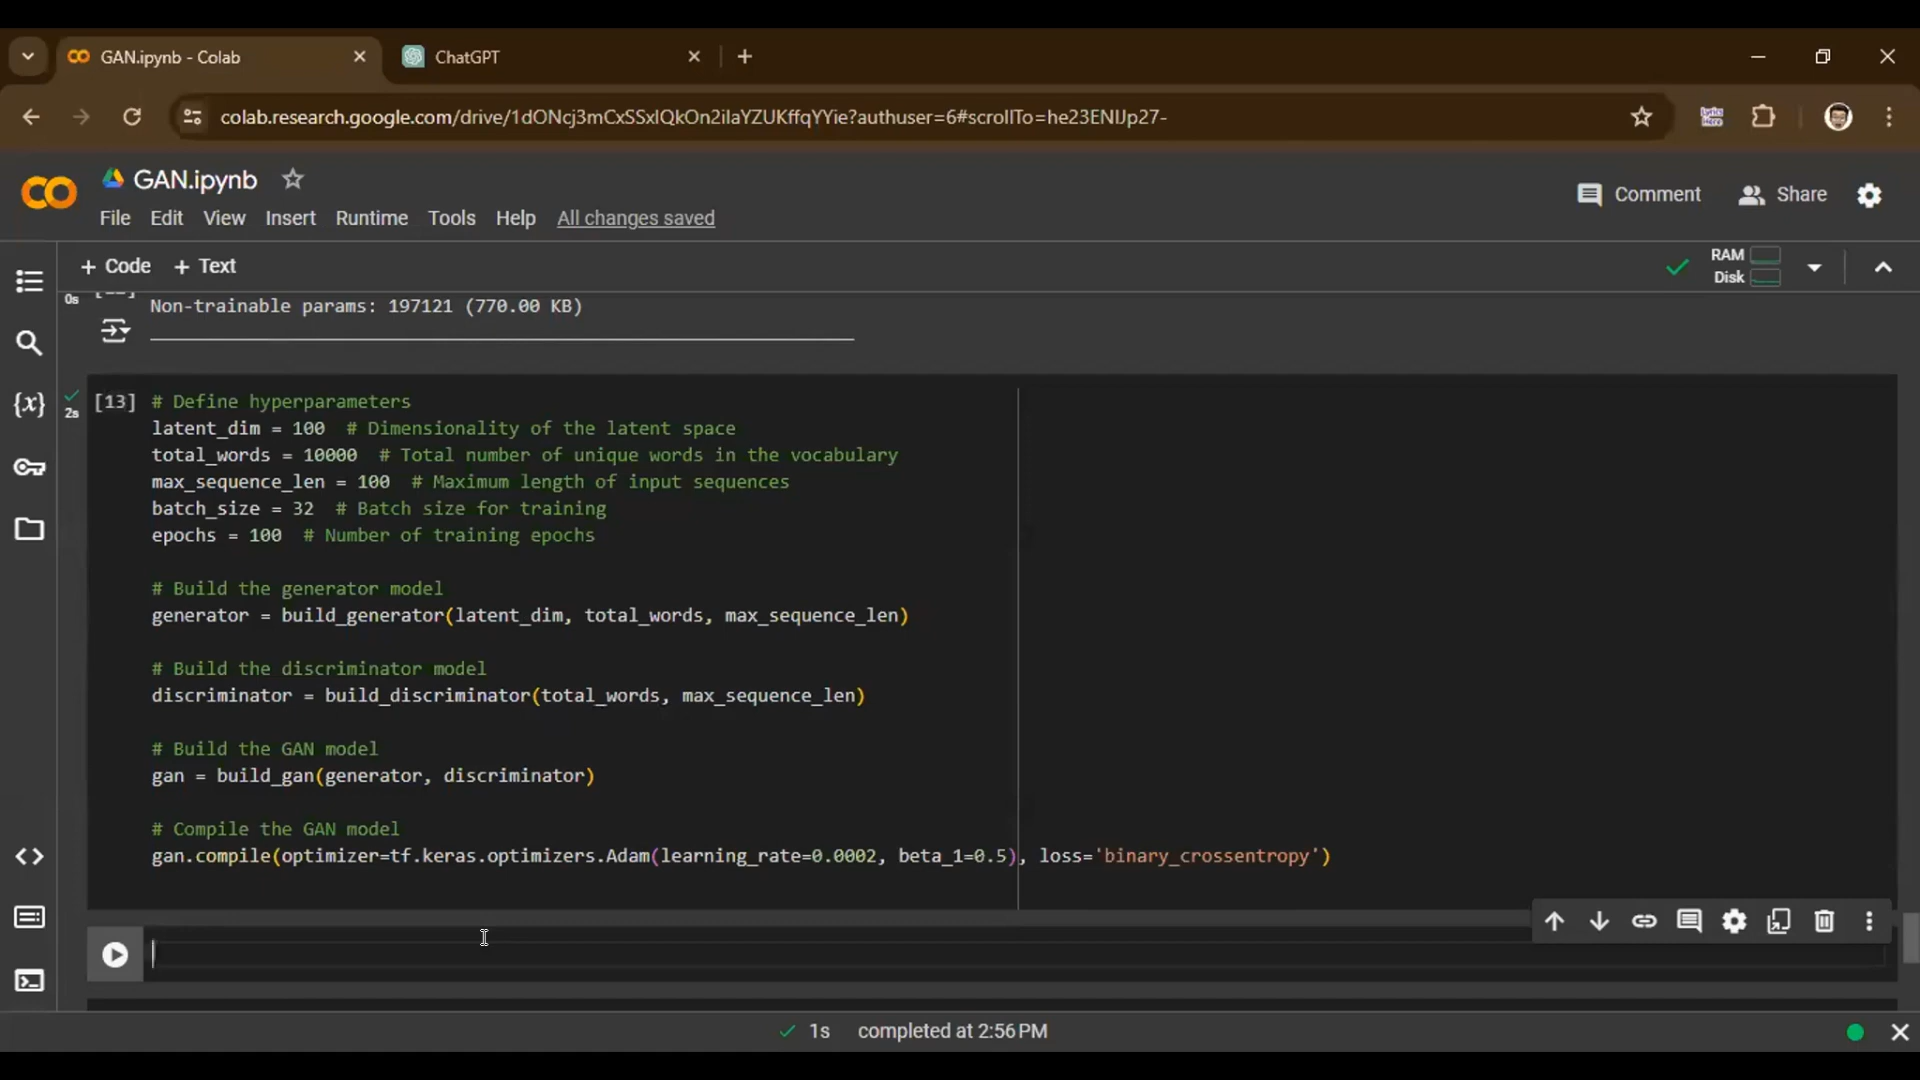 GAN.ipynb - Colab
ChatGPT
colab.research.google.com/drive/1dONcj3mCxSSxlQkOn2ilaYZUKffqYYie?authuser=6#scrollTo=he23ENlJp27-
GAN.ipynb
File Edit View Insert Runtime Tools Help All changes saved
Comment
Share
+ Code + Text
RAM
Disk
0s
Non-trainable params: 197121 (770.00 KB)
2s
[13]
# Define hyperparameters
latent_dim = 100  # Dimensionality of the latent space
total_words = 10000  # Total number of unique words in the vocabulary
max_sequence_len = 100  # Maximum length of input sequences
batch_size = 32  # Batch size for training
epochs = 100  # Number of training epochs
# Build the generator model
generator = build_generator(latent_dim, total_words, max_sequence_len)
# Build the discriminator model
discriminator = build_discriminator(total_words, max_sequence_len)
# Build the GAN model
gan = build_gan(generator, discriminator)
# Compile the GAN model
gan.compile(optimizer=tf.keras.optimizers.Adam(learning_rate=0.0002, beta_1=0.5), loss='binary_crossentropy')
1s completed at 2:56 PM